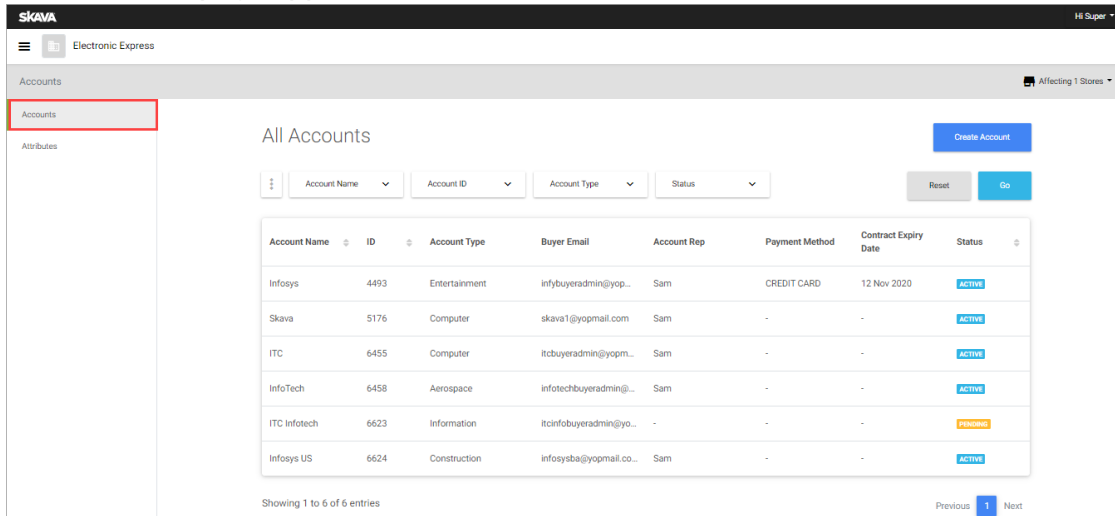 SKAVA Hi Super
Electronic Express
Accounts Affecting 1 Stores
Accounts
Attributes
All Accounts Create Account
Account Name Account ID Account Type Status Reset Go
Account Name ID Account Type Buyer Email Account Rep Payment Method Contract Expiry Date Status
Infosys 4493 Entertainment infybuyeradmin@yop... Sam CREDIT CARD 12 Nov 2020 ACTIVE
Skava 5176 Computer skava1@yopmail.com Sam - - ACTIVE
ITC 6455 Computer itcbuyeradmin@yopm... Sam - - ACTIVE
InfoTech 6458 Aerospace infotechbuyeradmin@... Sam - - ACTIVE
ITC Infotech 6623 Information itcinfobuyeradmin@yo... - - - PENDING
Infosys US 6624 Construction infosysba@yopmail.co... Sam - - ACTIVE
Showing 1 to 6 of 6 entries Previous 1 Next